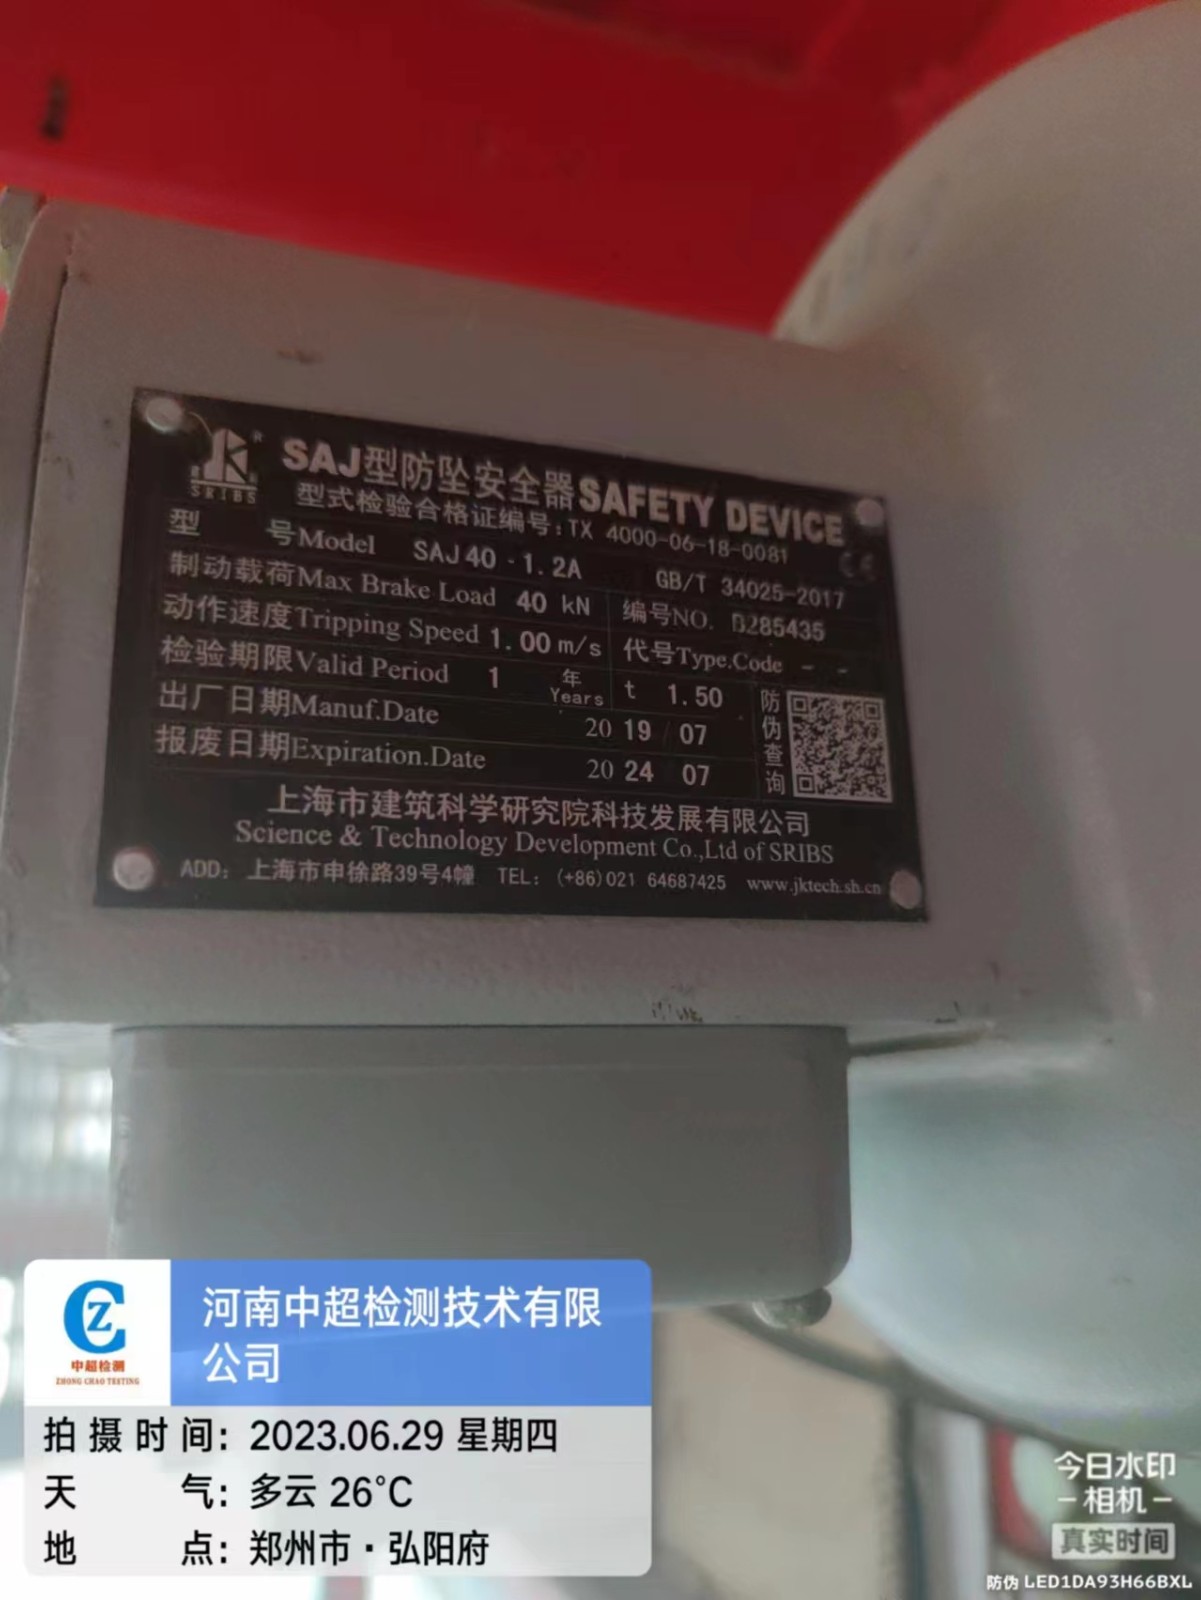 SRIBS
SAJ型防坠安全器SAFETY DEVICE
型式检验合格证编号:TX 4000-06-18-0081
型 号Model SAJ40-1.2A GB/T 34025-2017
制动载荷Max Brake Load 40 kN 编号NO. D285435
动作速度Tripping Speed 1.00 m/s 代号Type.Code - -
检验期限Valid Period 1 年 Years t 1.50
出厂日期Manuf.Date 2019/07
报废日期Expiration.Date 2024 07
防伪查询
上海市建筑科学研究院科技发展有限公司
Science & Technology Development Co.,Ltd of SRIBS
ADD: 上海市申徐路39号4幢 TEL: (+86)021 64687425 www.jktech.sh.cn
中超检测
ZHONG CHAO TESTING
河南中超检测技术有限
公司
拍摄时间: 2023.06.29 星期四
天 气: 多云 26°C
地 点: 郑州市·弘阳府
今日水印
-相机-
真实时间
防伪 LED1DA93H66BXL